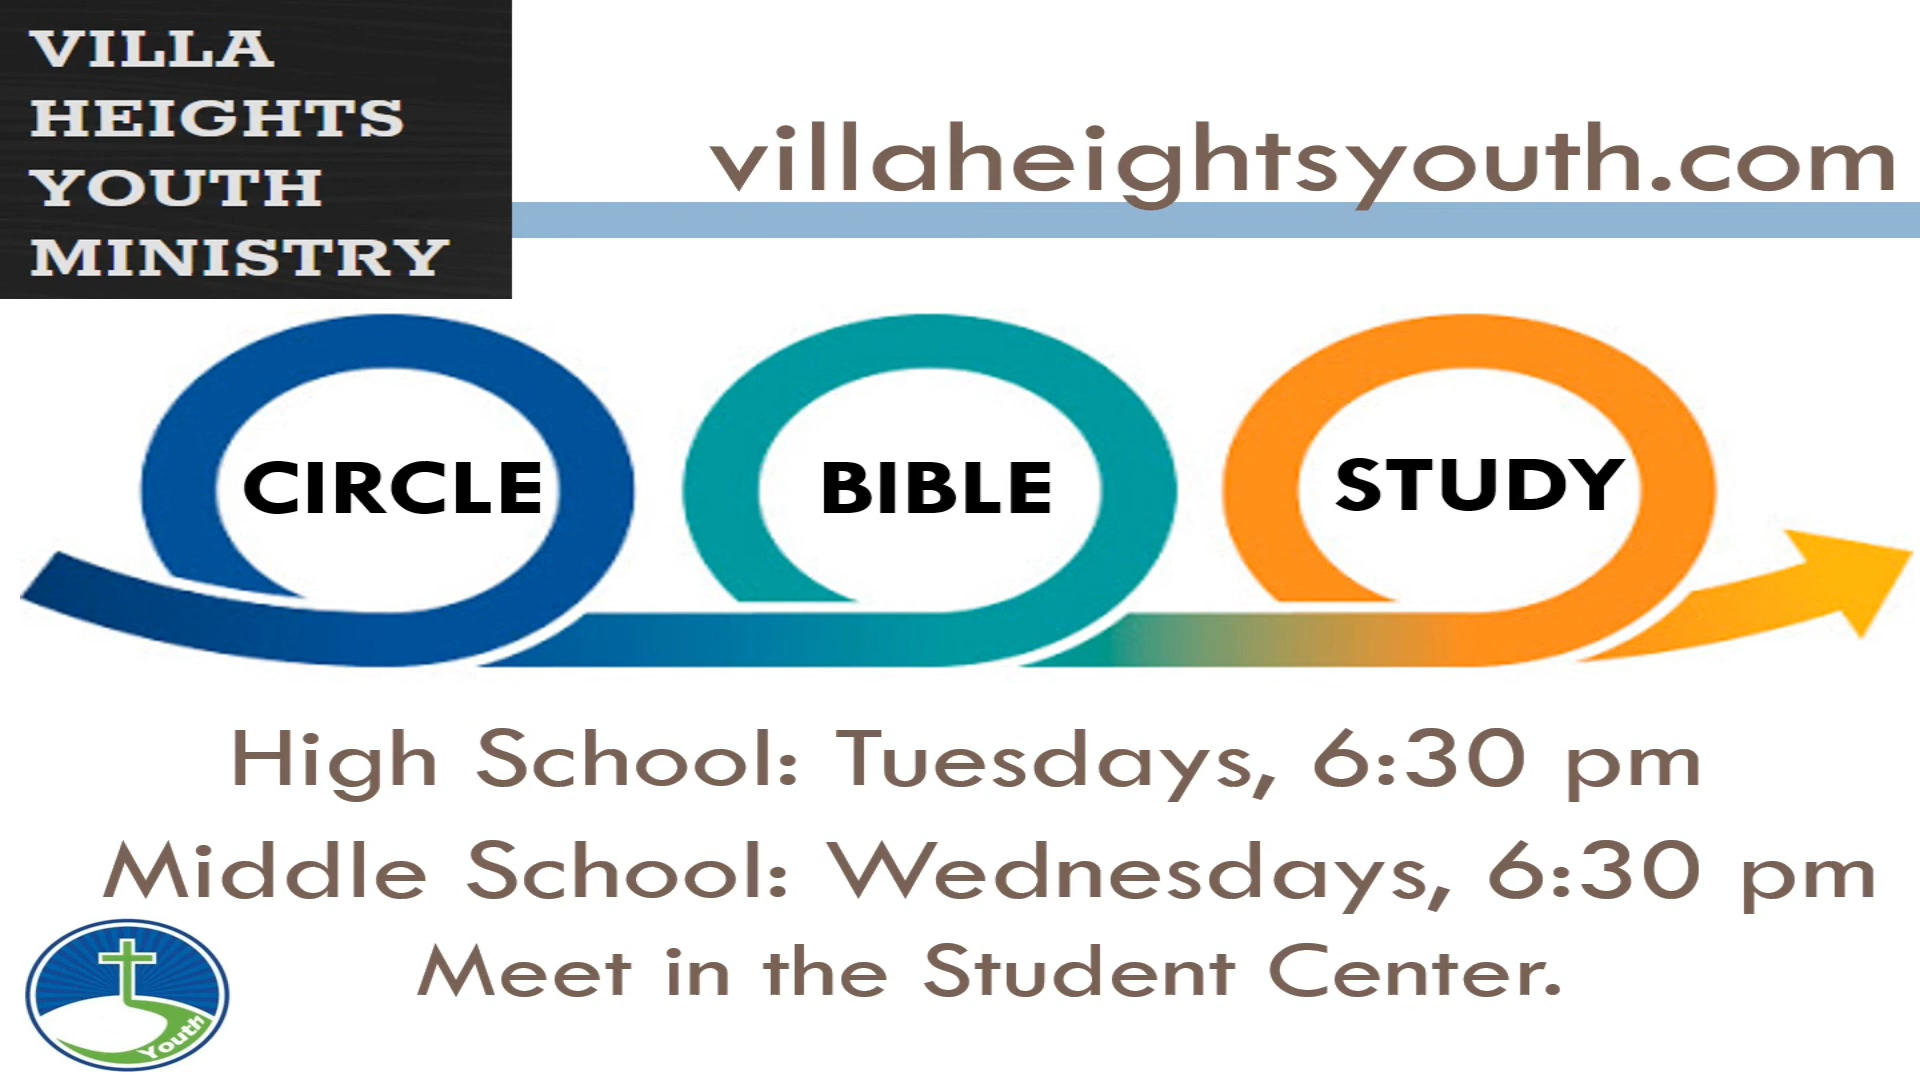 VILLA
HEIGHTS
YOUTH
MINISTRY
villaheightsyouth.com
CIRCLE
BIBLE
STUDY
High School: Tuesdays, 6:30 pm
Middle School: Wednesdays, 6:30 pm
Meet in the Student Center.
Youth